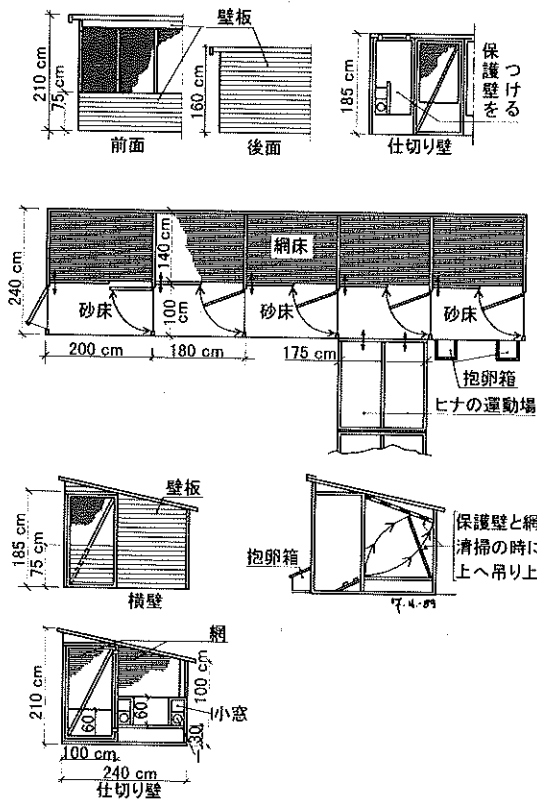 壁板
210 cm
75 cm
前面
160 cm
後面
185 cm
保護壁を
つける
仕切り壁
240 cm
140 cm
100 cm
網床
砂床
砂床
砂床
200 cm
180 cm
175 cm
抱卵箱
ヒナの運動場
185 cm
75 cm
壁板
横壁
抱卵箱
保護壁と網
清掃の時に
上へ吊り上
17.4.-89
210 cm
網
60
60
100 cm
小窓
30
100 cm
240 cm
仕切り壁